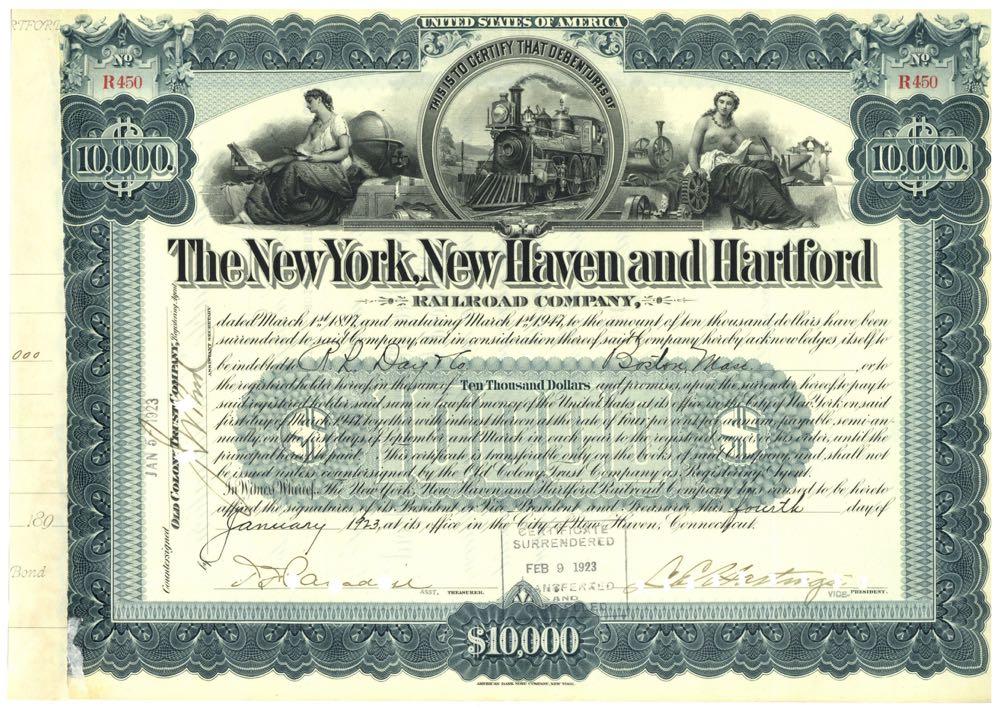 RTFORD
UNITED STATES OF AMERICA
No
R450
No
R450
THIS IS TO CERTIFY THAT DEBENTURES OF
10,000.
10,000.
The New York, New Haven and Hartford
RAILROAD COMPANY,
dated March 1st 1897, and maturing March 1st 1947, to the amount of ten thousand dollars have been
surrendered to said Company, and in consideration thereof said Company hereby acknowledges itself to
be indebted to R. L. Day & Co Boston, Mass. or to
the registered holder hereof, in the sum of Ten Thousand Dollars and promises upon the surrender hereof to pay to
said registered holder said sum in lawful money of the United States at its office in the City of New York on said
first day of March 1947, together with interest thereon at the rate of four per cent per annum, payable semi-an-
nually, on the first days of September and March in each year to the registered holder or his order, until the
principal shall be paid. This certificate is transferable only on the books of said Company, and shall not
be issued unless countersigned by the Old Colony Trust Company as Registering Agent.
In Witness Whereof, the New York, New Haven and Hartford Railroad Company has caused to be hereto
affixed the signatures of its President or Vice President and Treasurer this fourth day of
January 1923, at its office in the City of New Haven, Connecticut.
10000
Countersigned
OLD COLONY TRUST COMPANY, Registering Agent
by
ASSISTANT SECRETARY
JAN 5 1923
000
189
Bond
CERTIFICATE
SURRENDERED
FEB 9 1923
TRANSFERRED
AND
ASST. TREASURER.
VICE-PRESIDENT.
$10,000
AMERICAN BANK NOTE COMPANY, NEW YORK.